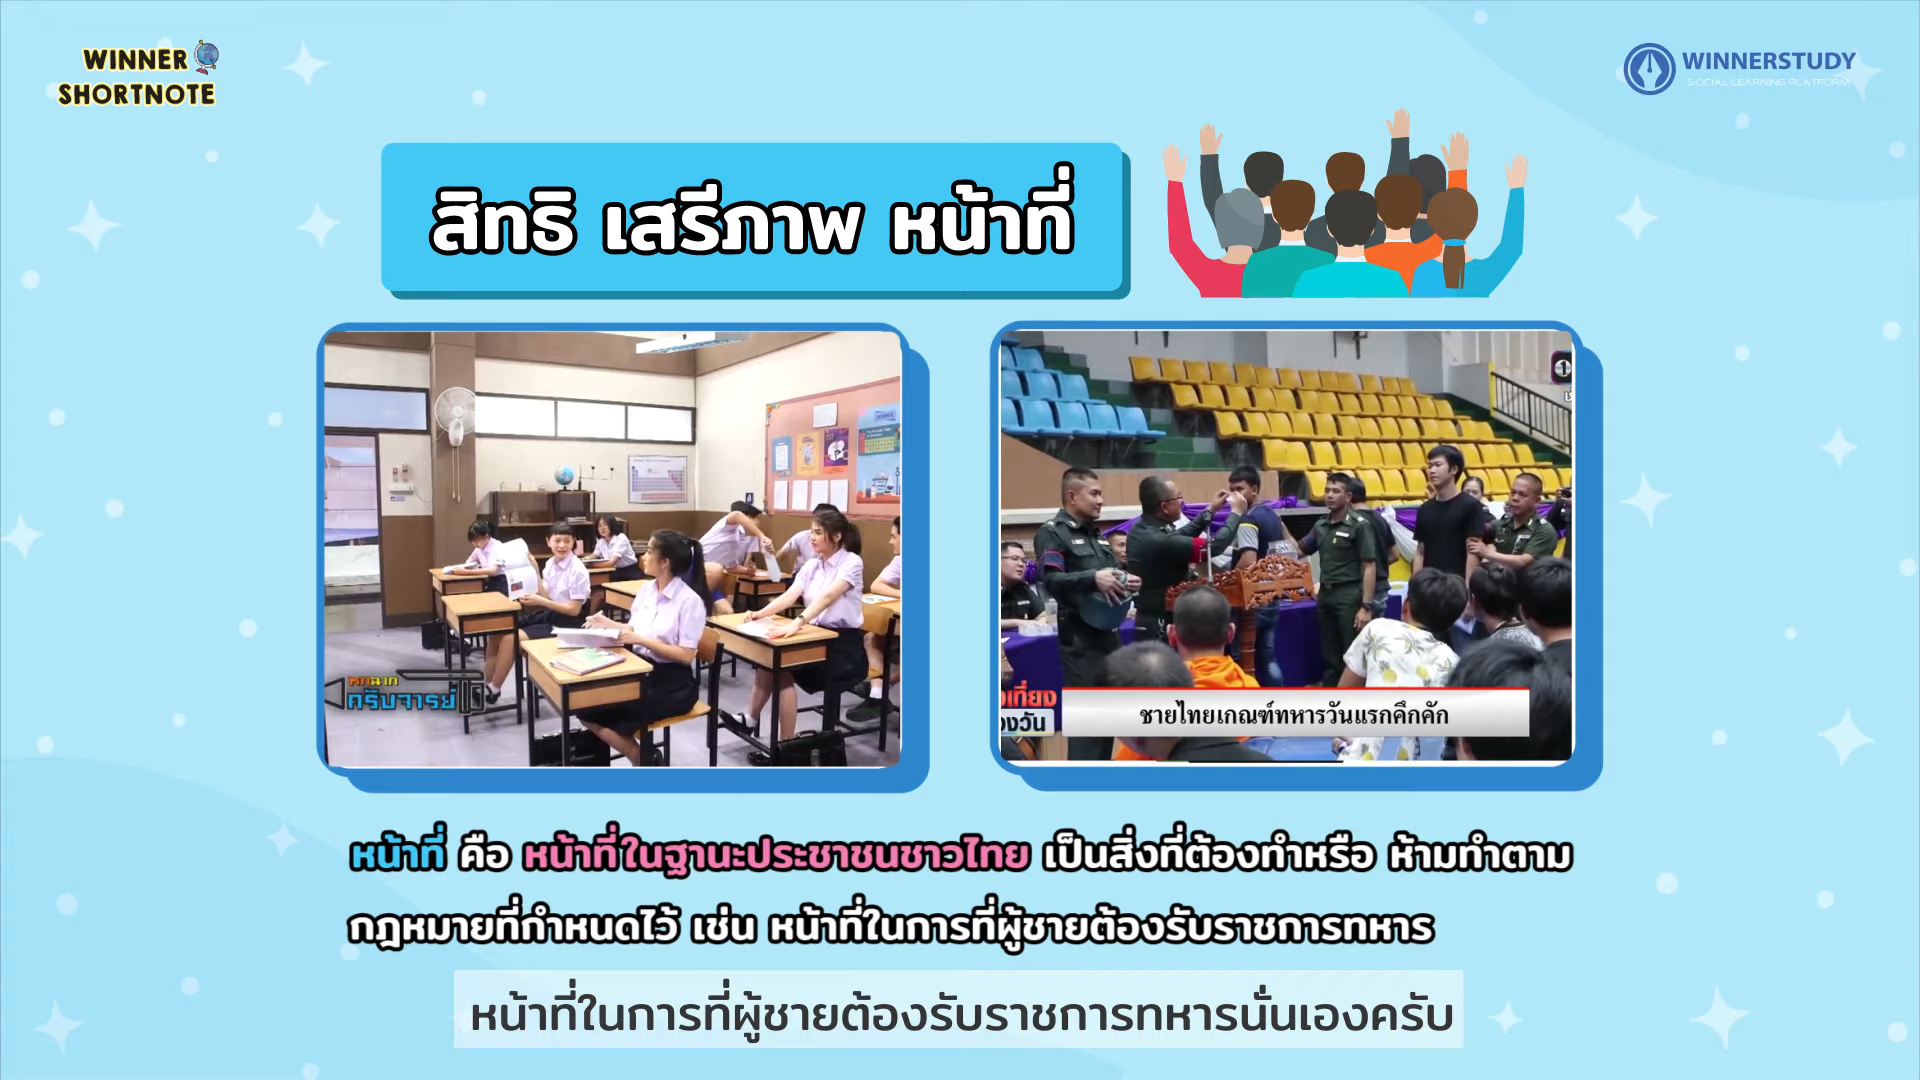 WINNER
SHORTNOTE
WINNERSTUDY
SOCIAL LEARNING PLATFORM
สิทธิ เสรีภาพ หน้าที่
หกฉาก
ครับจารย์
ชายไทยเกณฑ์ทหารวันแรกคึกคัก
หน้าที่ คือ หน้าที่ในฐานะประชาชนชาวไทย เป็นสิ่งที่ต้องทำหรือ ห้ามทำตาม
กฎหมายที่กำหนดไว้ เช่น หน้าที่ในการที่ผู้ชายต้องรับราชการทหาร
หน้าที่ในการที่ผู้ชายต้องรับราชการทหารนั่นเองครับ